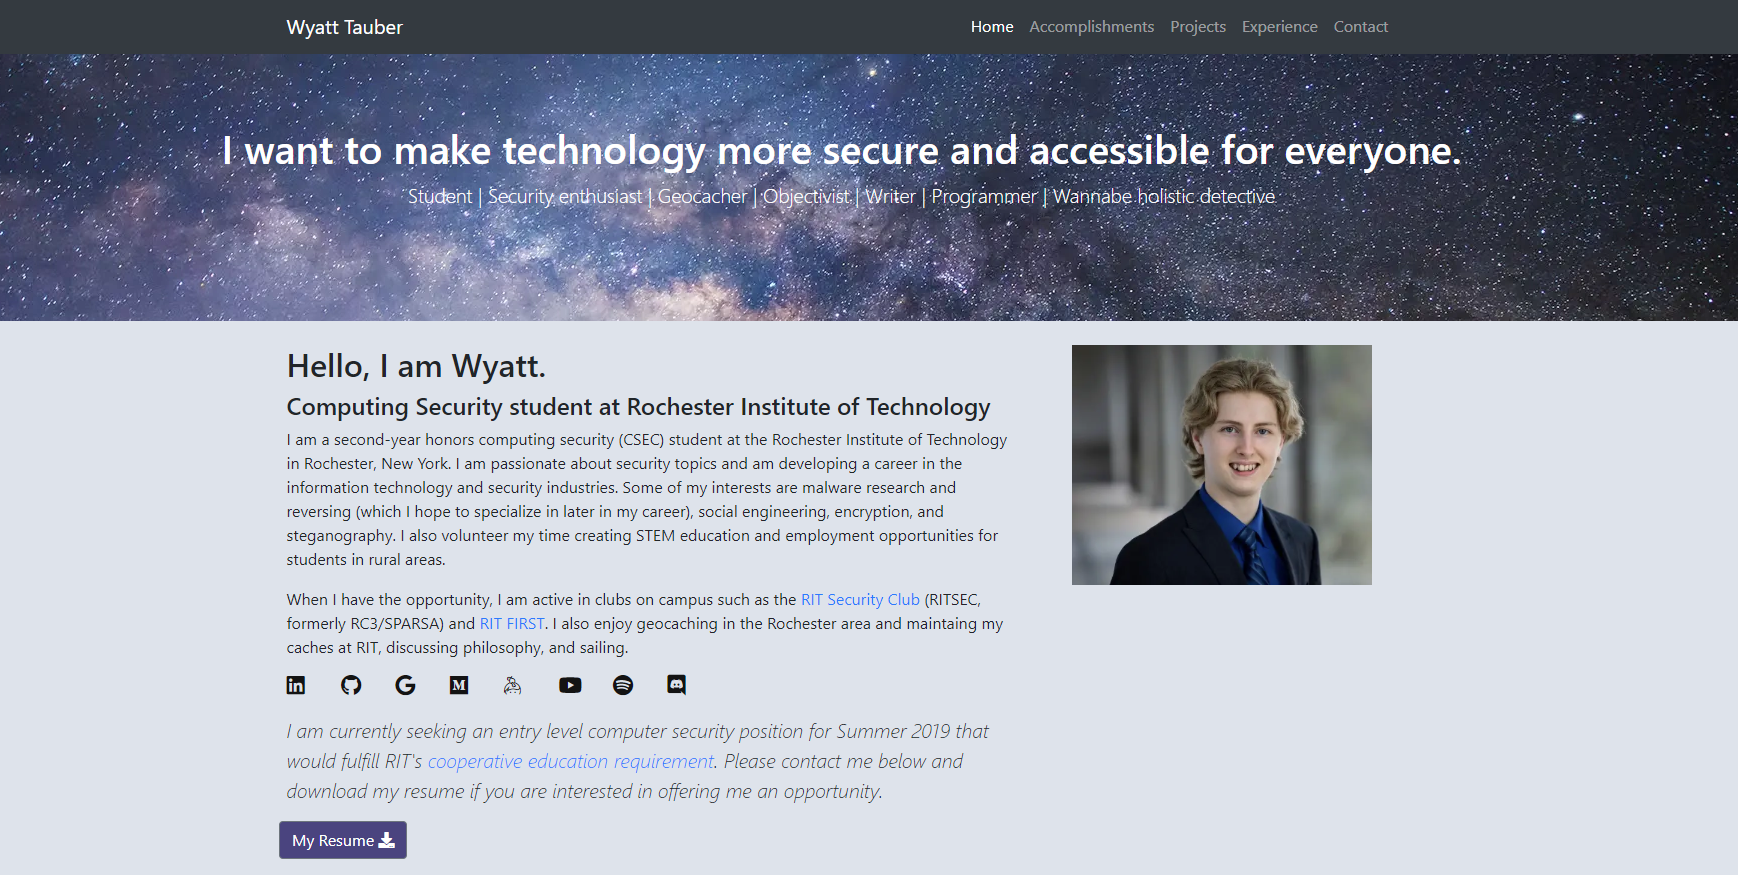 Wyatt Tauber
Home Accomplishments Projects Experience Contact
I want to make technology more secure and accessible for everyone.
Student | Security enthusiast | Geocacher | Objectivist | Writer | Programmer | Wannabe holistic detective
Hello, I am Wyatt.
Computing Security student at Rochester Institute of Technology
I am a second-year honors computing security (CSEC) student at the Rochester Institute of Technology
in Rochester, New York. I am passionate about security topics and am developing a career in the
information technology and security industries. Some of my interests are malware research and
reversing (which I hope to specialize in later in my career), social engineering, encryption, and
steganography. I also volunteer my time creating STEM education and employment opportunities for
students in rural areas.
When I have the opportunity, I am active in clubs on campus such as the RIT Security Club (RITSEC,
formerly RC3/SPARSA) and RIT FIRST. I also enjoy geocaching in the Rochester area and maintaing my
caches at RIT, discussing philosophy, and sailing.
I am currently seeking an entry level computer security position for Summer 2019 that
would fulfill RIT's cooperative education requirement. Please contact me below and
download my resume if you are interested in offering me an opportunity.
My Resume